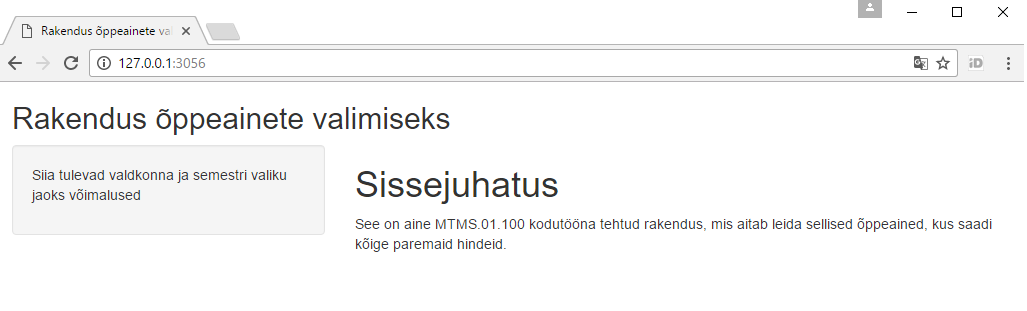 Rakendus õppeainete va
127.0.0.1:3056
iD
Rakendus õppeainete valimiseks
Siia tulevad valdkonna ja semestri valiku
jaoks võimalused
Sissejuhatus
See on aine MTMS.01.100 kodutööna tehtud rakendus, mis aitab leida sellised õppeained, kus saadi
kõige paremaid hindeid.